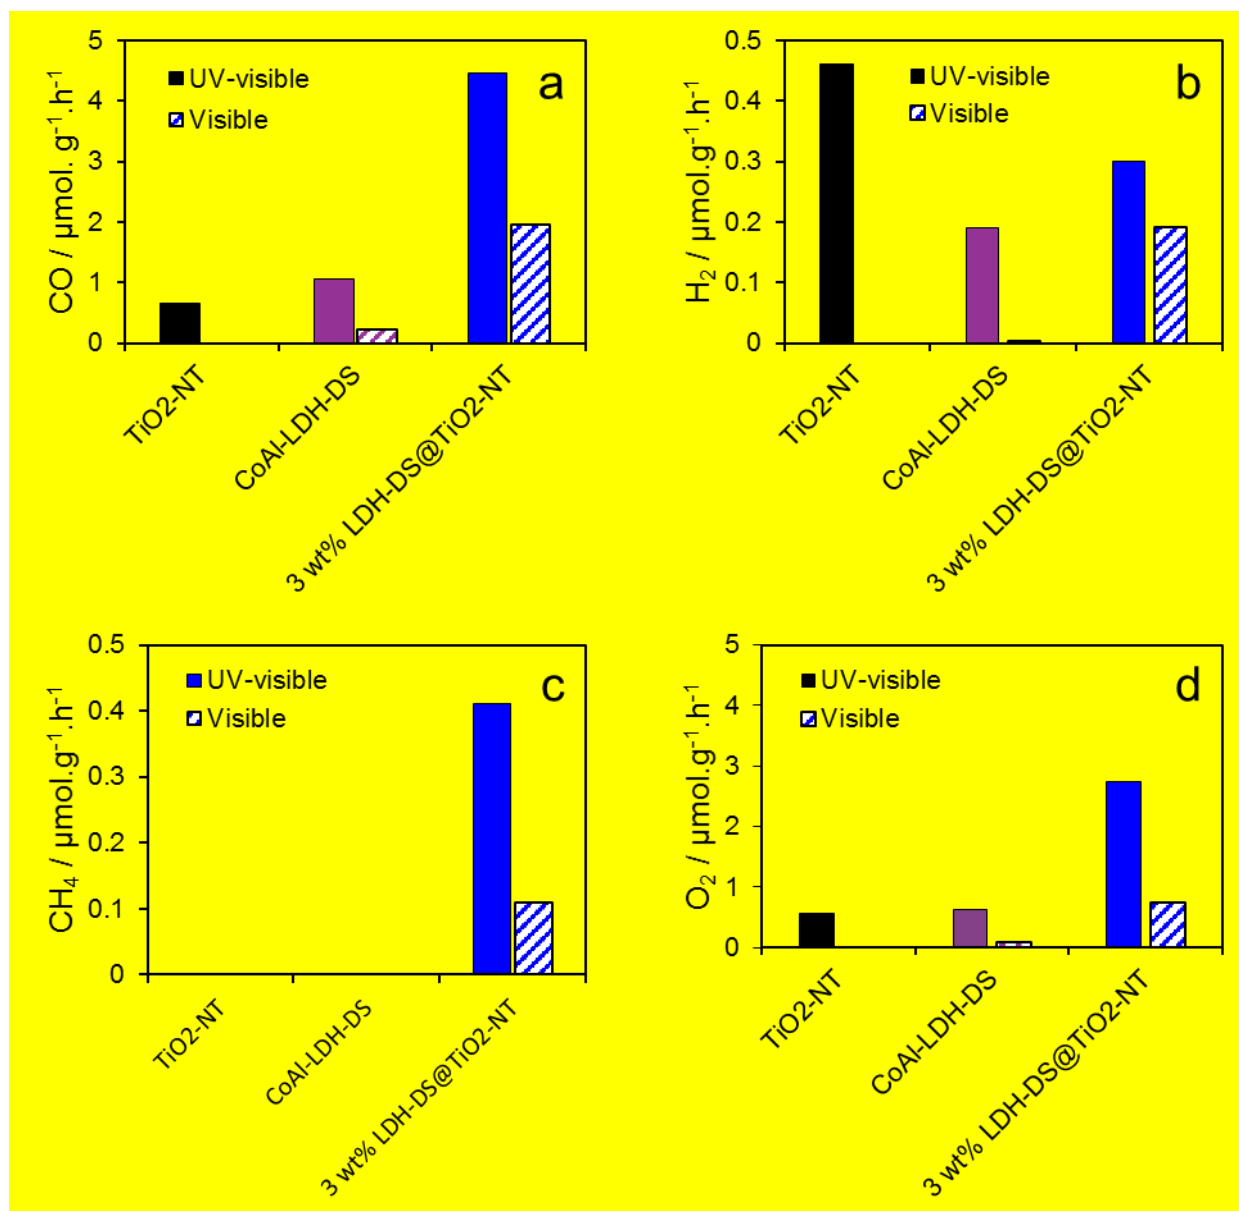 5
4
3
2
1
0
CO / µmol. g⁻¹.h⁻¹
UV-visible
Visible
a
TiO2-NT
CoAl-LDH-DS
3 wt% LDH-DS@TiO2-NT
0.5
0.4
0.3
0.2
0.1
0
H₂ / µmol.g⁻¹.h⁻¹
UV-visible
Visible
b
TiO2-NT
CoAl-LDH-DS
3 wt% LDH-DS@TiO2-NT
0.5
0.4
0.3
0.2
0.1
0
CH₄ / µmol.g⁻¹.h⁻¹
UV-visible
Visible
c
TiO2-NT
CoAl-LDH-DS
3 wt% LDH-DS@TiO2-NT
5
4
3
2
1
0
O₂ / µmol.g⁻¹.h⁻¹
UV-visible
Visible
d
TiO2-NT
CoAl-LDH-DS
3 wt% LDH-DS@TiO2-NT